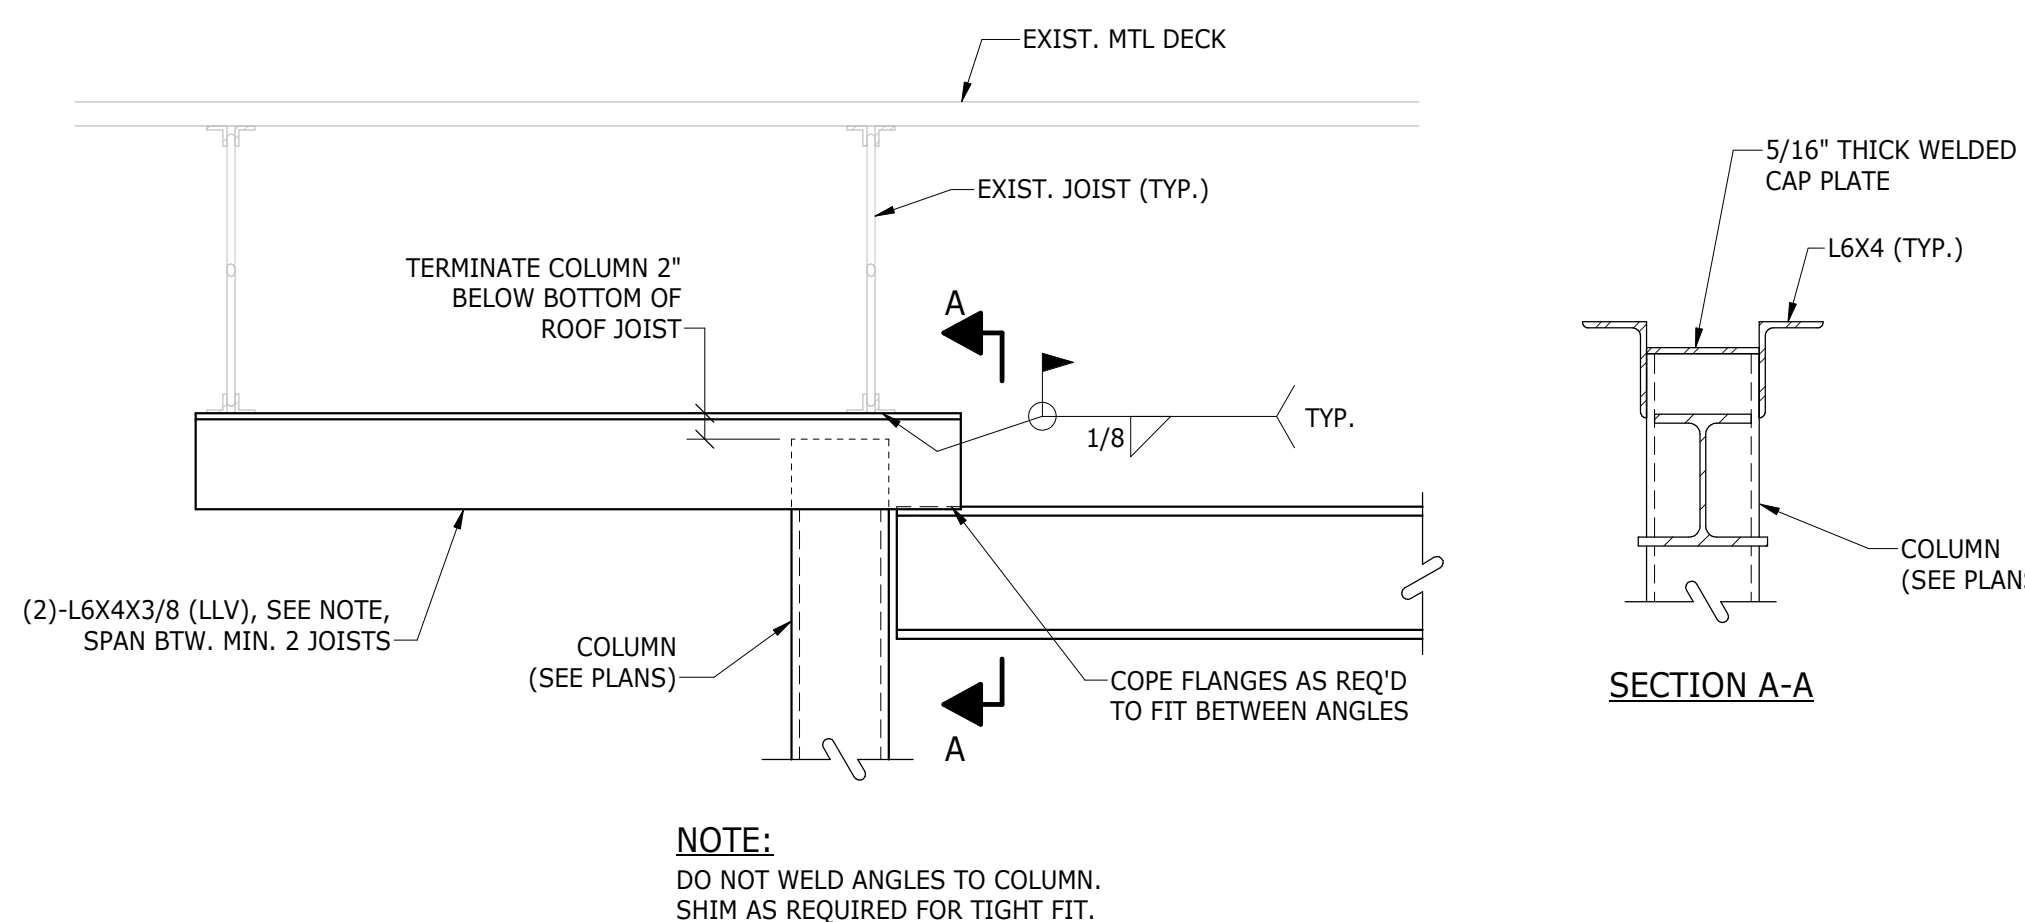 EXIST. MTL DECK
5/16" THICK WELDED
CAP PLATE
EXIST. JOIST (TYP.)
L6X4 (TYP.)
TERMINATE COLUMN 2"
BELOW BOTTOM OF
ROOF JOIST
A
1/8
TYP.
COLUMN
(SEE PLANS
(2)-L6X4X3/8 (LLV), SEE NOTE,
SPAN BTW. MIN. 2 JOISTS
COLUMN
(SEE PLANS)
COPE FLANGES AS REQ'D
TO FIT BETWEEN ANGLES
A
SECTION A-A
NOTE:
DO NOT WELD ANGLES TO COLUMN.
SHIM AS REQUIRED FOR TIGHT FIT.